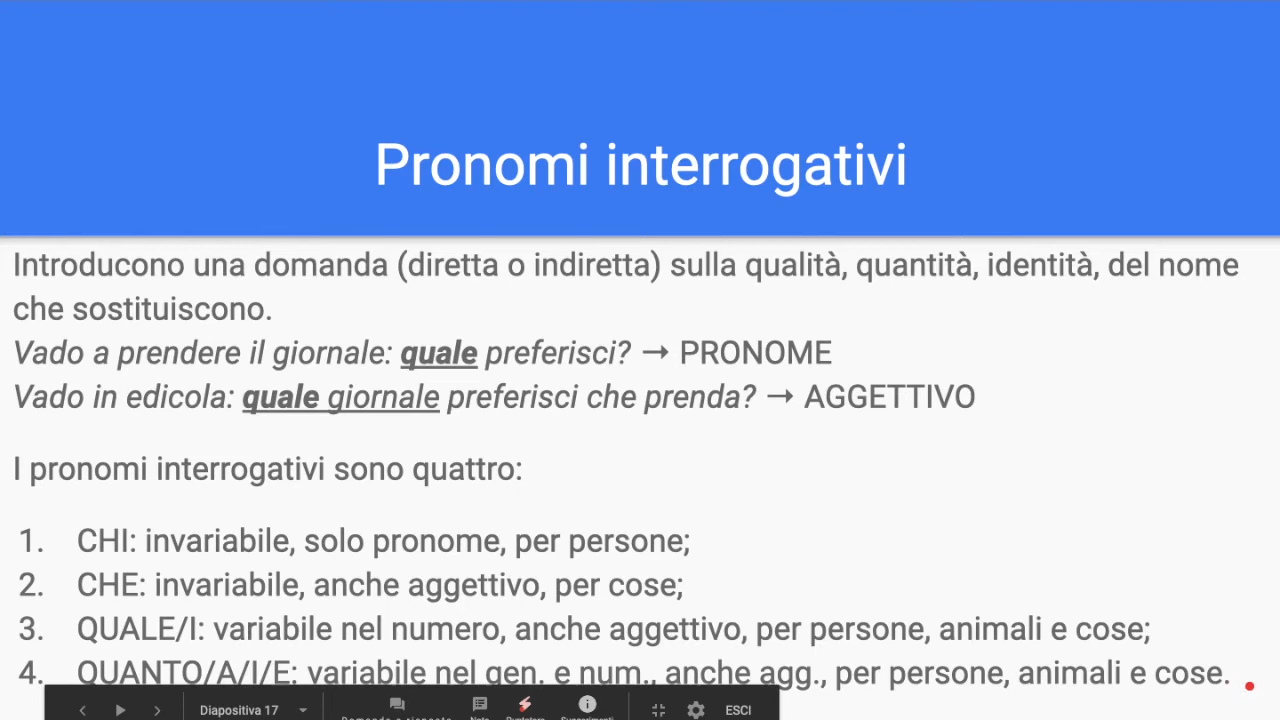 Pronomi interrogativi
Introducono una domanda (diretta o indiretta) sulla qualità, quantità, identità, del nome
che sostituiscono.
Vado a prendere il giornale: quale preferisci? → PRONOME
Vado in edicola: quale giornale preferisci che prenda? → AGGETTIVO
I pronomi interrogativi sono quattro:
1. CHI: invariabile, solo pronome, per persone;
2. CHE: invariabile, anche aggettivo, per cose;
3. QUALE/I: variabile nel numero, anche aggettivo, per persone, animali e cose;
4. QUANTO/A/I/E: variabile nel gen. e num., anche agg., per persone, animali e cose.
Diapositiva 17 ESCI